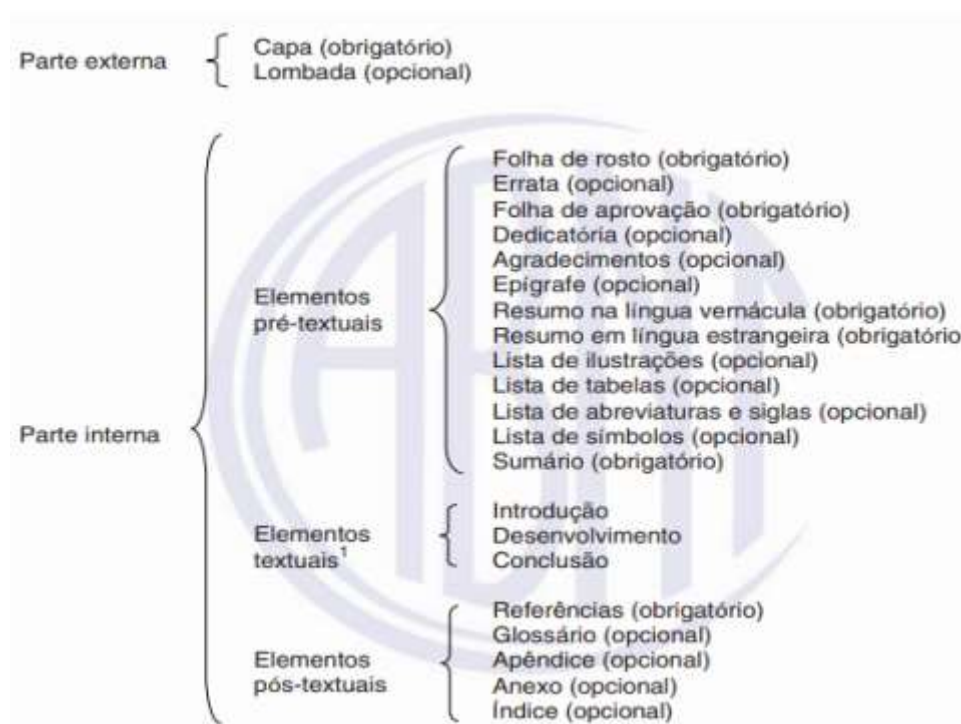 Parte externa
Capa (obrigatório)
Lombada (opcional)
Parte interna
Elementos
pré-textuais
Folha de rosto (obrigatório)
Errata (opcional)
Folha de aprovação (obrigatório)
Dedicatória (opcional)
Agradecimentos (opcional)
Epígrafe (opcional)
Resumo na língua vernácula (obrigatório)
Resumo em língua estrangeira (obrigatório
Lista de ilustrações (opcional)
Lista de tabelas (opcional)
Lista de abreviaturas e siglas (opcional)
Lista de símbolos (opcional)
Sumário (obrigatório)
Elementos
textuais¹
Introdução
Desenvolvimento
Conclusão
Elementos
pós-textuais
Referências (obrigatório)
Glossário (opcional)
Apêndice (opcional)
Anexo (opcional)
Índice (opcional)
ABNT